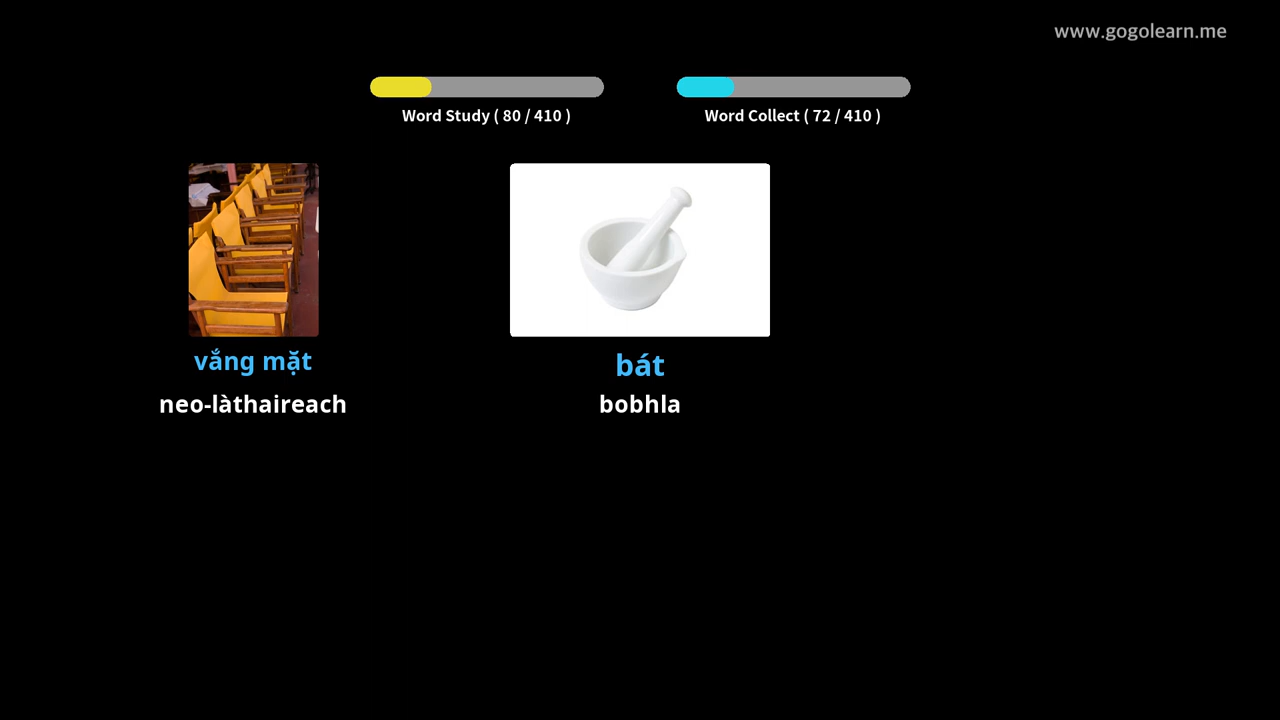 www.gogolearn.me
Word Study ( 80 / 410 )
Word Collect ( 72 / 410 )
vắng mặt
neo-làthaireach
bát
bobhla